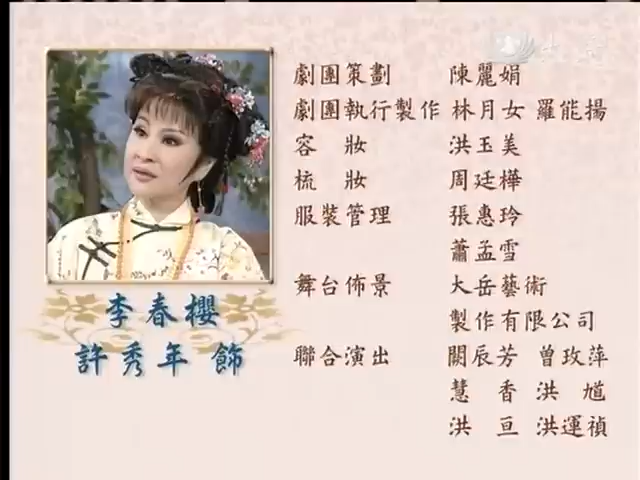 劇團策劃 陳麗娟
劇團執行製作 林月女 羅能揚
容 妝 洪玉美
梳 妝 周廷樺
服裝管理 張惠玲
蕭孟雪
舞台佈景 大岳藝術
製作有限公司
聯合演出 關辰芳 曾玫萍
慧 香 洪 馗
洪 亘 洪運禎
李春櫻
許秀年 飾